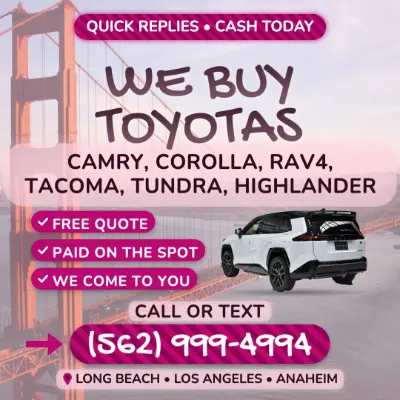 QUICK REPLIES • CASH TODAY
WE BUY
TOYOTAS
CAMRY, COROLLA, RAV4,
TACOMA, TUNDRA, HIGHLANDER
FREE QUOTE
PAID ON THE SPOT
WE COME TO YOU
CALL OR TEXT
(562) 999-4994
LONG BEACH • LOS ANGELES • ANAHEIM